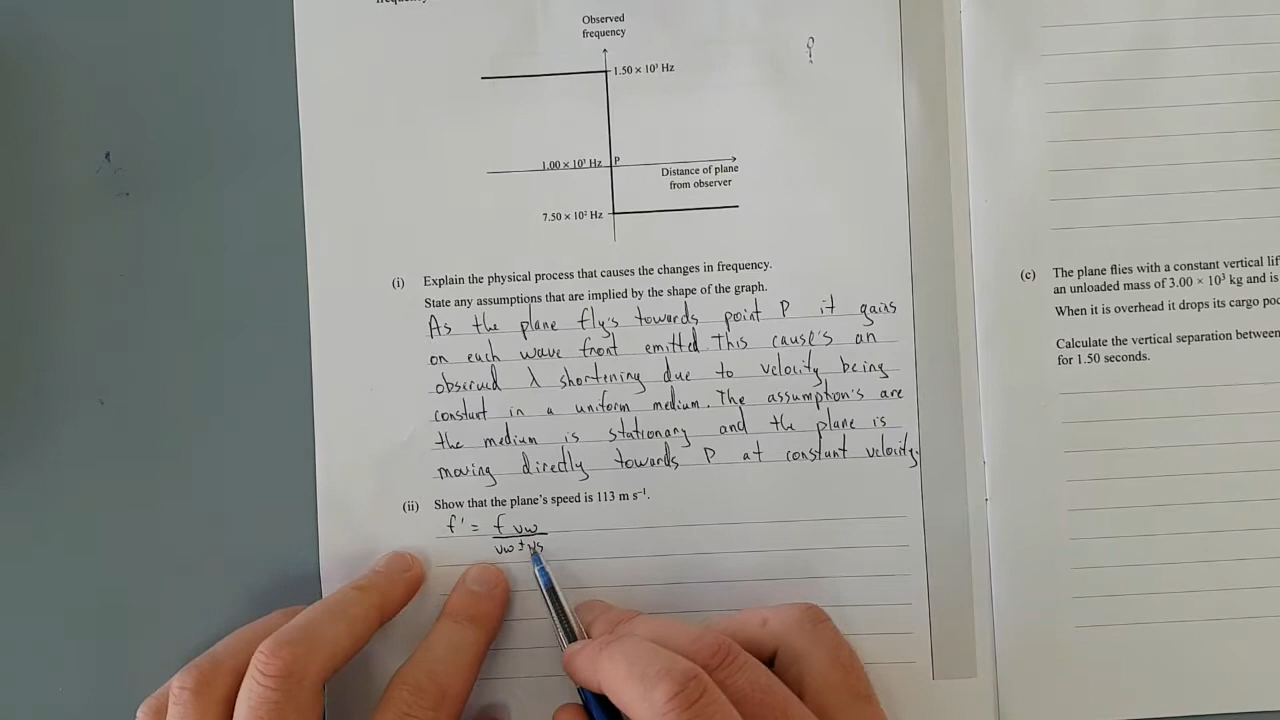 Observed
frequency
1.50 × 10³ Hz
1.00 × 10³ Hz
P
Distance of plane
from observer
7.50 × 10² Hz
(i) Explain the physical process that causes the changes in frequency.
State any assumptions that are implied by the shape of the graph.
As the plane fly's towards point P it gains
on each wave front emitted. This cause's an
observed λ shortening due to velocity being
constant in a uniform medium. The assumption's are
the medium is stationary and the plane is
moving directly towards P at constant velocity.
(ii) Show that the plane's speed is 113 m s⁻¹.
f' = f vw
vw ± vs
(c) The plane flies with a constant vertical lif
an unloaded mass of 3.00 × 10³ kg and is
When it is overhead it drops its cargo po
Calculate the vertical separation between
for 1.50 seconds.